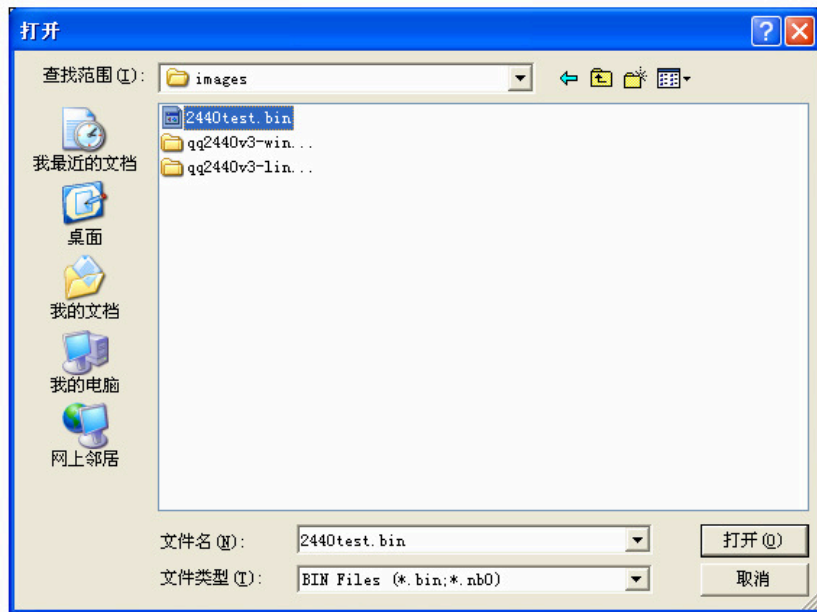 打开
查找范围(I):
images
2440test.bin
qq2440v3-win...
qq2440v3-lin...
我最近的文档
桌面
我的文档
我的电脑
网上邻居
文件名(N):
2440test.bin
打开(O)
文件类型(T):
BIN Files (*.bin;*.nb0)
取消